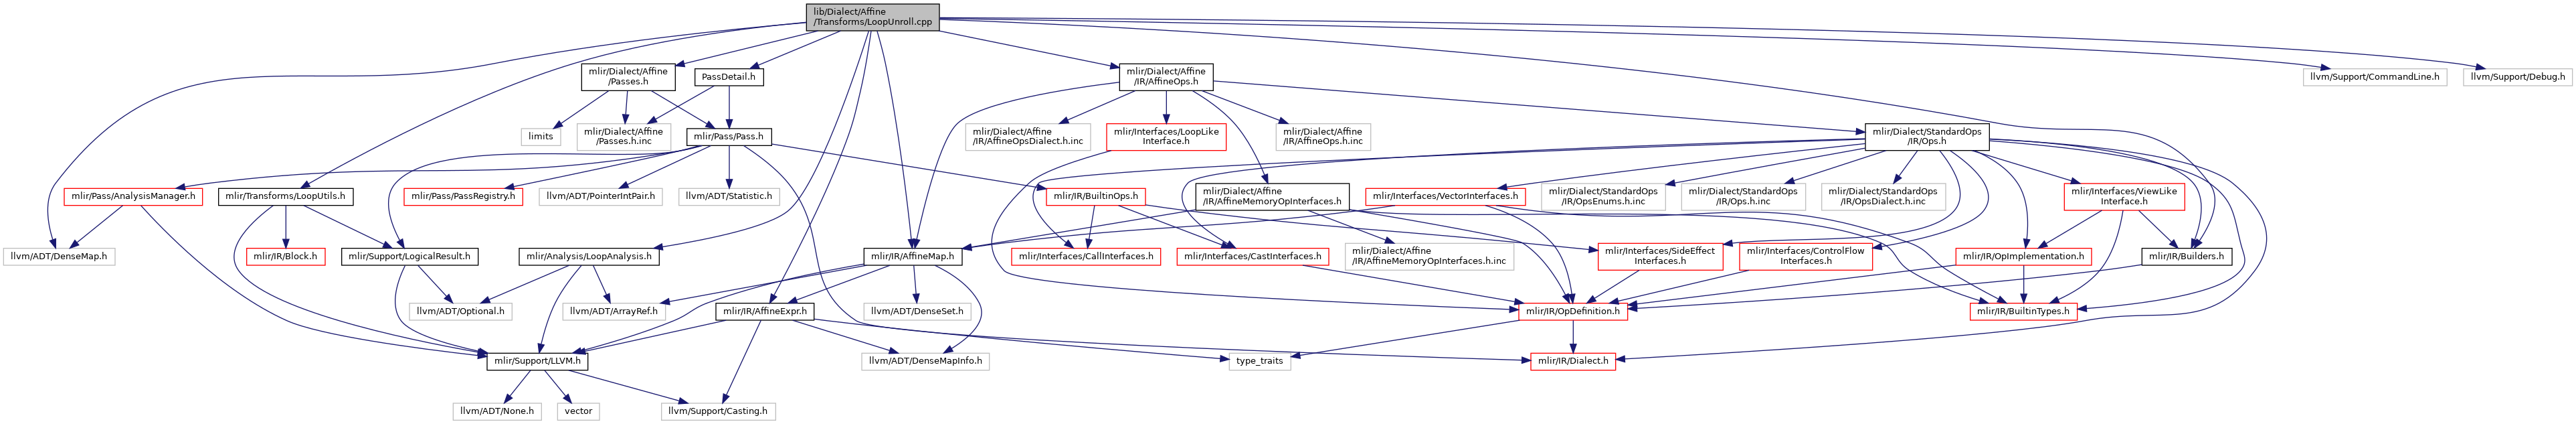 lib/Dialect/Affine
/Transforms/LoopUnroll.cpp
mlir/Dialect/Affine
/Passes.h
PassDetail.h
mlir/Dialect/Affine
/IR/AffineOps.h
llvm/Support/CommandLine.h
llvm/Support/Debug.h
limits
mlir/Dialect/Affine
/Passes.h.inc
mlir/Pass/Pass.h
mlir/Dialect/Affine
/IR/AffineOpsDialect.h.inc
mlir/Interfaces/LoopLike
Interface.h
mlir/Dialect/Affine
/IR/AffineOps.h.inc
mlir/Dialect/StandardOps
/IR/Ops.h
mlir/Pass/AnalysisManager.h
mlir/Transforms/LoopUtils.h
mlir/Pass/PassRegistry.h
llvm/ADT/PointerIntPair.h
llvm/ADT/Statistic.h
mlir/IR/BuiltinOps.h
mlir/Dialect/Affine
/IR/AffineMemoryOpInterfaces.h
mlir/Interfaces/VectorInterfaces.h
mlir/Dialect/StandardOps
/IR/OpsEnums.h.inc
mlir/Dialect/StandardOps
/IR/Ops.h.inc
mlir/Dialect/StandardOps
/IR/OpsDialect.h.inc
mlir/Interfaces/ViewLike
Interface.h
llvm/ADT/DenseMap.h
mlir/IR/Block.h
mlir/Support/LogicalResult.h
mlir/Analysis/LoopAnalysis.h
mlir/IR/AffineMap.h
mlir/Interfaces/CallInterfaces.h
mlir/Interfaces/CastInterfaces.h
mlir/Dialect/Affine
/IR/AffineMemoryOpInterfaces.h.inc
mlir/Interfaces/SideEffect
Interfaces.h
mlir/Interfaces/ControlFlow
Interfaces.h
mlir/IR/OpImplementation.h
mlir/IR/Builders.h
llvm/ADT/Optional.h
llvm/ADT/ArrayRef.h
mlir/IR/AffineExpr.h
llvm/ADT/DenseSet.h
mlir/IR/OpDefinition.h
mlir/IR/BuiltinTypes.h
mlir/Support/LLVM.h
llvm/ADT/DenseMapInfo.h
type_traits
mlir/IR/Dialect.h
llvm/ADT/None.h
vector
llvm/Support/Casting.h